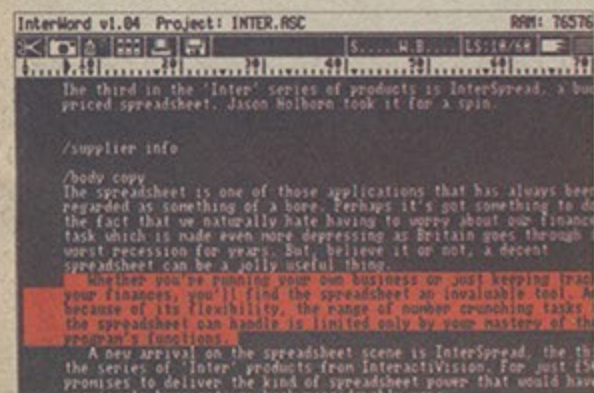 InterWord v1.04 Project: INTER.ASC RAM: 76576
S.....W.B.... LS:10/60
The third in the 'Inter' series of products is InterSpread, a bud
priced spreadsheet. Jason Holborn took it for a spin.
/supplier info
/body copy
The spreadsheet is one of those applications that has always been
regarded as something of a bore. Perhaps it's got something to do
the fact that we naturally hate having to worry about our finance
task which is made even more depressing as Britain goes through
worst recession for years. But, believe it or not, a decent
spreadsheet can be a jolly useful thing.
Whether you're running your own business or just keeping trac
your finances, you'll find the spreadsheet an invaluable tool. A
because of its flexibility, the range of number crunching tasks
the spreadsheet can handle is limited only by your mastery of the
program's functions.
A new arrival on the spreadsheet scene is InterSpread, the thi
the series of 'Inter' products from InteractiVision. For just £5
promises to deliver the kind of spreadsheet power that would have